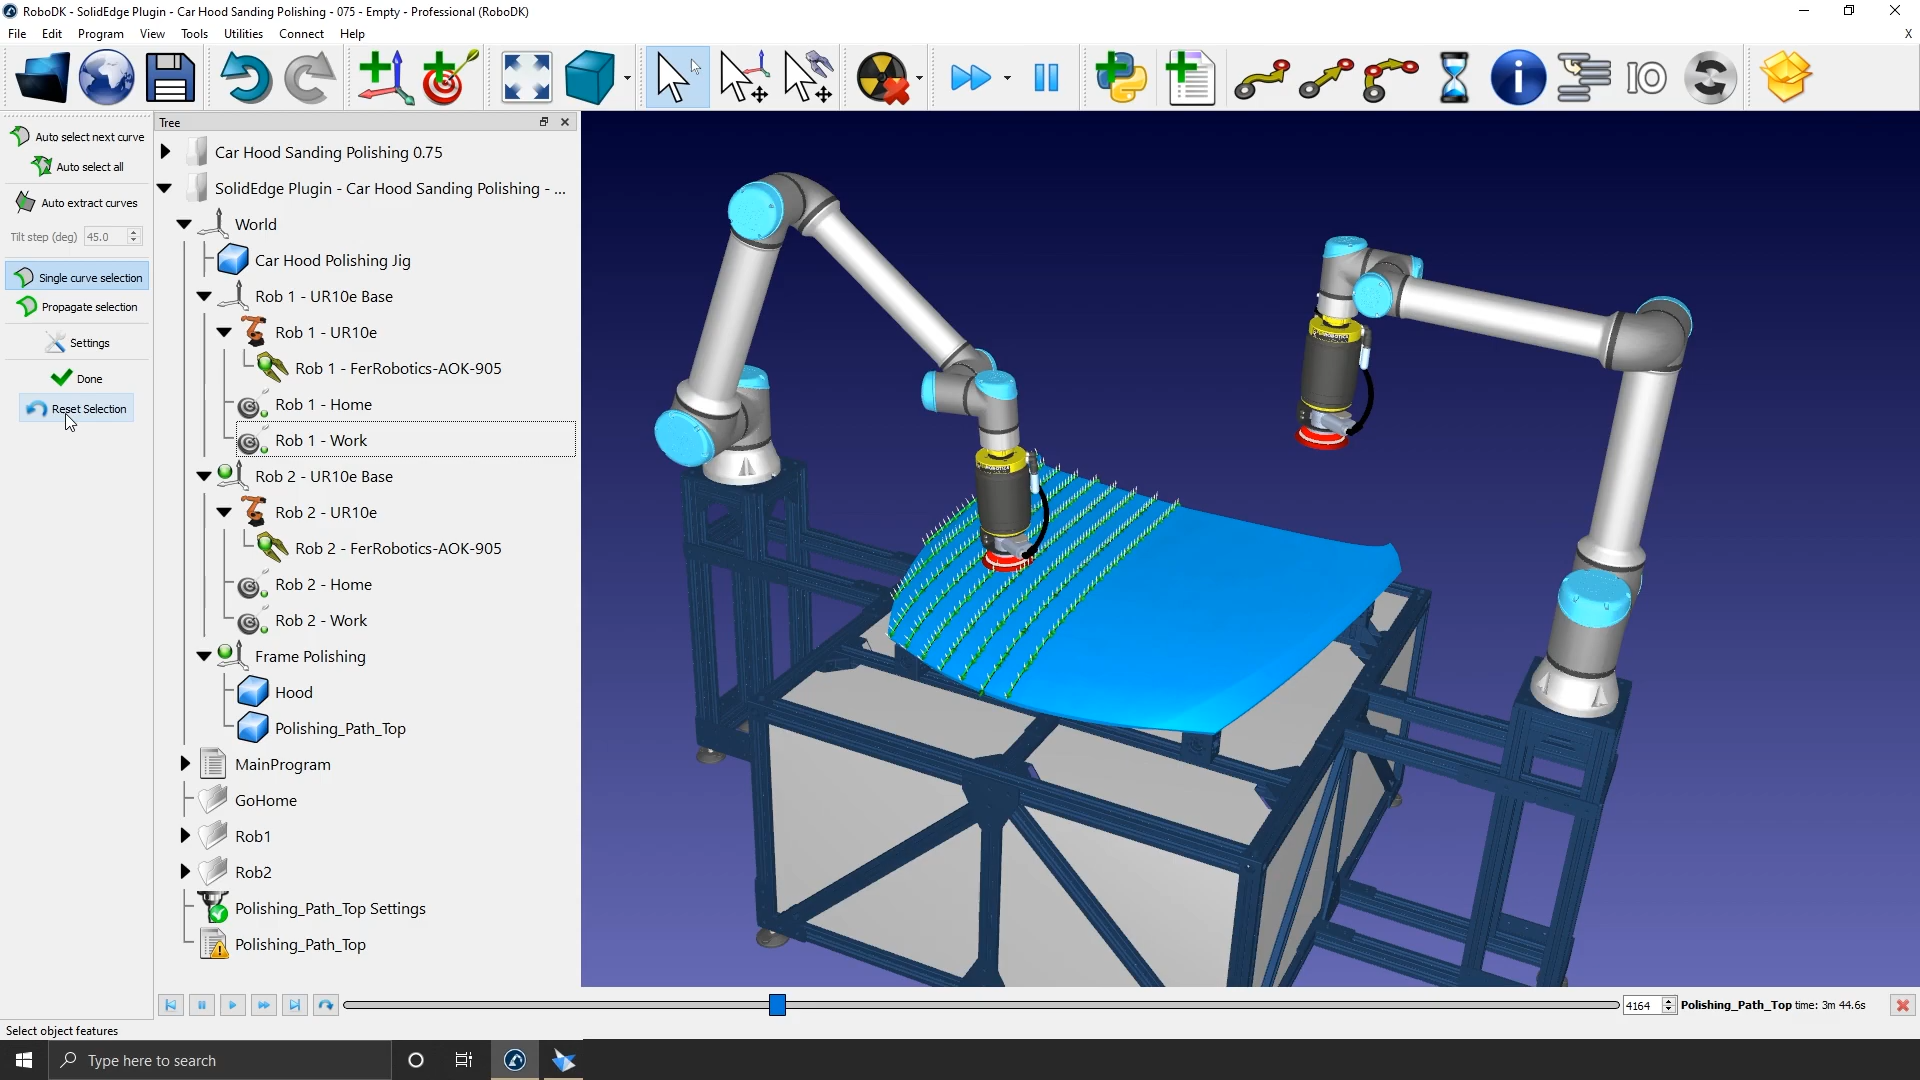 RoboDK - SolidEdge Plugin - Car Hood Sanding Polishing - 075 - Empty - Professional (RoboDK)
File Edit Program View Tools Utilities Connect Help X
IO
Auto select next curve
Auto select all
Auto extract curves
Tilt step (deg) 45.0
Single curve selection
Propagate selection
Settings
Done
Reset Selection
Tree
Car Hood Sanding Polishing 0.75
SolidEdge Plugin - Car Hood Sanding Polishing - ...
World
Car Hood Polishing Jig
Rob 1 - UR10e Base
Rob 1 - UR10e
Rob 1 - FerRobotics-AOK-905
Rob 1 - Home
Rob 1 - Work
Rob 2 - UR10e Base
Rob 2 - UR10e
Rob 2 - FerRobotics-AOK-905
Rob 2 - Home
Rob 2 - Work
Frame Polishing
Hood
Polishing_Path_Top
MainProgram
GoHome
Rob1
Rob2
Polishing_Path_Top Settings
Polishing_Path_Top
4164 Polishing_Path_Top time: 3m 44.6s
Select object features
Type here to search